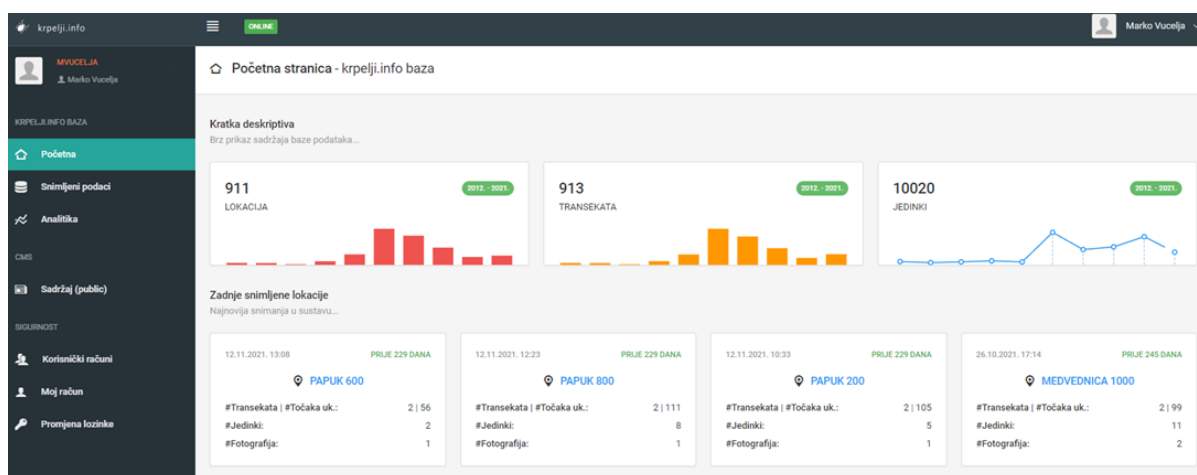 krpelji.info
ONLINE
Marko Vucelja
MVUCELJA
Marko Vucelja
KRPELJI.INFO BAZA
Početna
Snimljeni podaci
Analitika
CMS
Sadržaj (public)
SIGURNOST
Korisnički računi
Moj račun
Promjena lozinke
Početna stranica - krpelji.info baza
Kratka deskriptiva
Brz prikaz sadržaja baze podataka...
911
2012. - 2021.
LOKACIJA
913
2012. - 2021.
TRANSEKATA
10020
2012. - 2021.
JEDINKI
Zadnje snimljene lokacije
Najnovija snimanja u sustavu...
12.11.2021. 13:08 PRIJE 229 DANA
PAPUK 600
#Transekata | #Točaka uk.: 2 | 56
#Jedinki: 2
#Fotografija: 1
12.11.2021. 12:23 PRIJE 229 DANA
PAPUK 800
#Transekata | #Točaka uk.: 2 | 111
#Jedinki: 8
#Fotografija: 1
12.11.2021. 10:33 PRIJE 229 DANA
PAPUK 200
#Transekata | #Točaka uk.: 2 | 105
#Jedinki: 5
#Fotografija: 1
26.10.2021. 17:14 PRIJE 245 DANA
MEDVEDNICA 1000
#Transekata | #Točaka uk.: 2 | 99
#Jedinki: 11
#Fotografija: 2